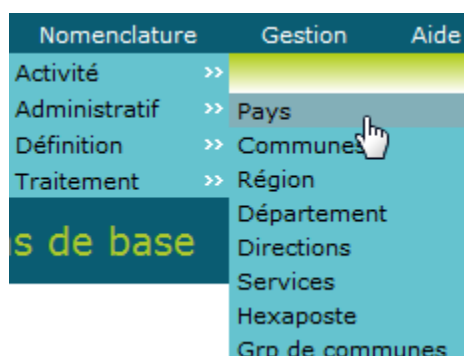 Nomenclature Gestion Aide
Activité >>
Administratif >> Pays
Définition >> Communes
Traitement >> Région
Département
s de base Directions
Services
Hexaposte
Grp de communes